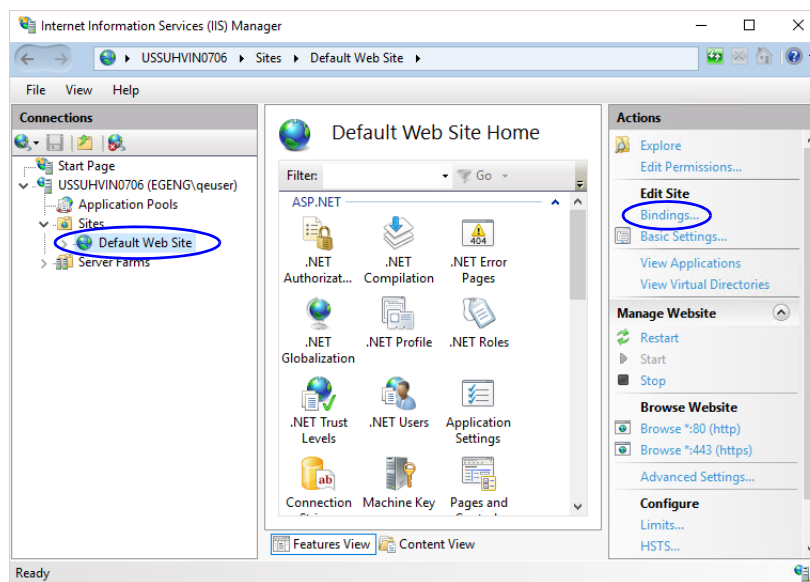 Internet Information Services (IIS) Manager
USSUHVIN0706 Sites Default Web Site
File View Help
Connections
Start Page
USSUHVIN0706 (EGENG\qeuser)
Application Pools
Sites
Default Web Site
Server Farms
Default Web Site Home
Filter: Go
ASP.NET
.NET Authorizat...
.NET Compilation
404
.NET Error Pages
.NET Globalization
.NET Profile
.NET Roles
.NET Trust Levels
.NET Users
Application Settings
ab
Connection
Machine Key
Pages and
Features View Content View
Actions
Explore
Edit Permissions...
Edit Site
Bindings...
Basic Settings...
View Applications
View Virtual Directories
Manage Website
Restart
Start
Stop
Browse Website
Browse *:80 (http)
Browse *:443 (https)
Advanced Settings...
Configure
Limits...
HSTS...
Ready